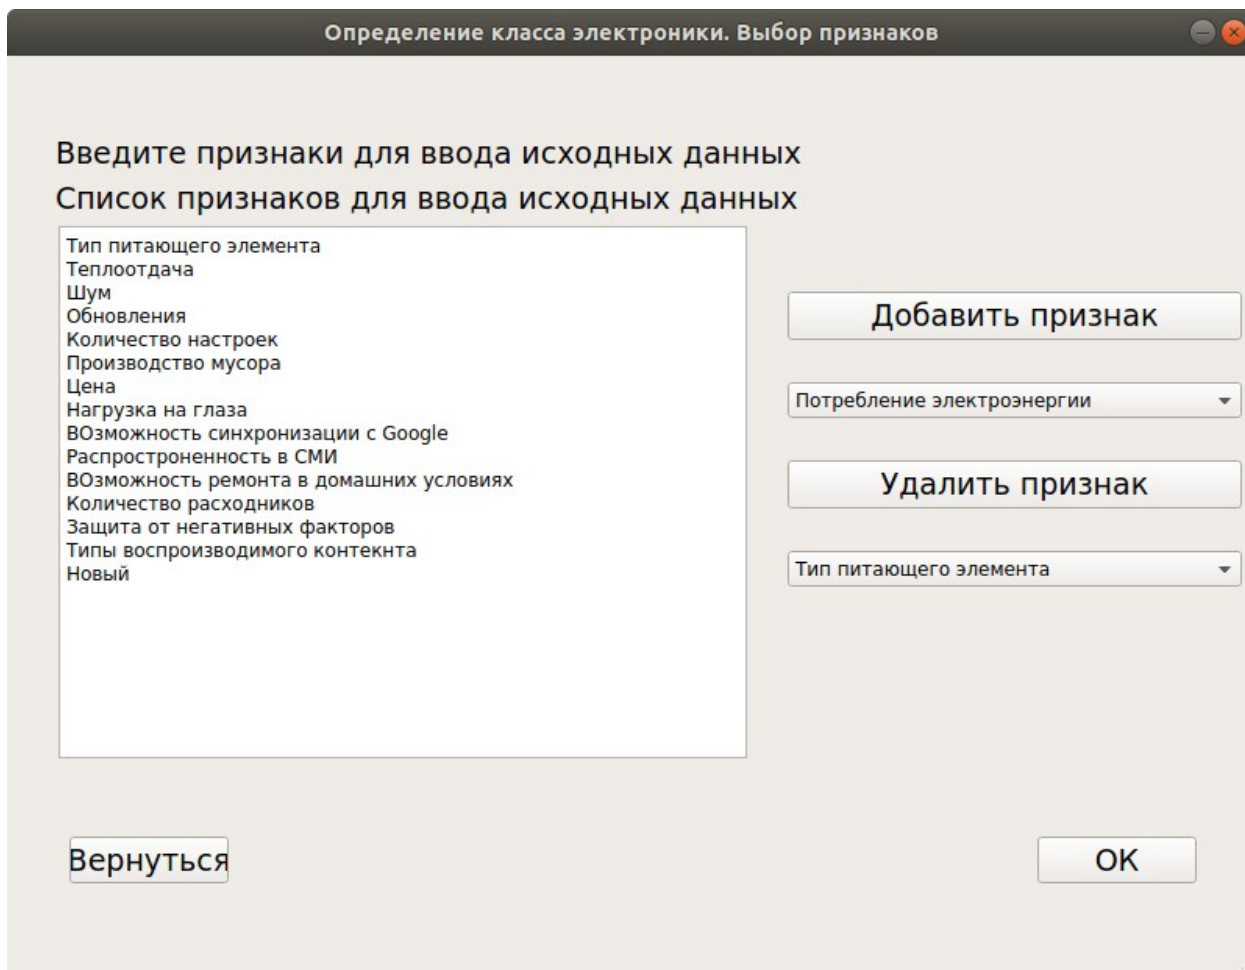 Определение класса электроники. Выбор признаков
Введите признаки для ввода исходных данных
Список признаков для ввода исходных данных
Тип питающего элемента
Теплоотдача
Шум
Обновления
Количество настроек
Производство мусора
Цена
Нагрузка на глаза
ВОзможность синхронизации с Google
Распростроненность в СМИ
ВОзможность ремонта в домашних условиях
Количество расходников
Защита от негативных факторов
Типы воспроизводимого контекнта
Новый
Добавить признак
Потребление электроэнергии
Удалить признак
Тип питающего элемента
Вернуться
ОК